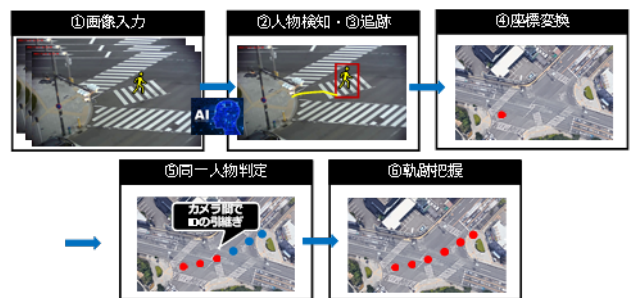 ①画像入力
②人物検知・③追跡
④座標変換
AI
⑤同一人物判定
⑥軌跡把握
カメラ間で
IDの引継ぎ